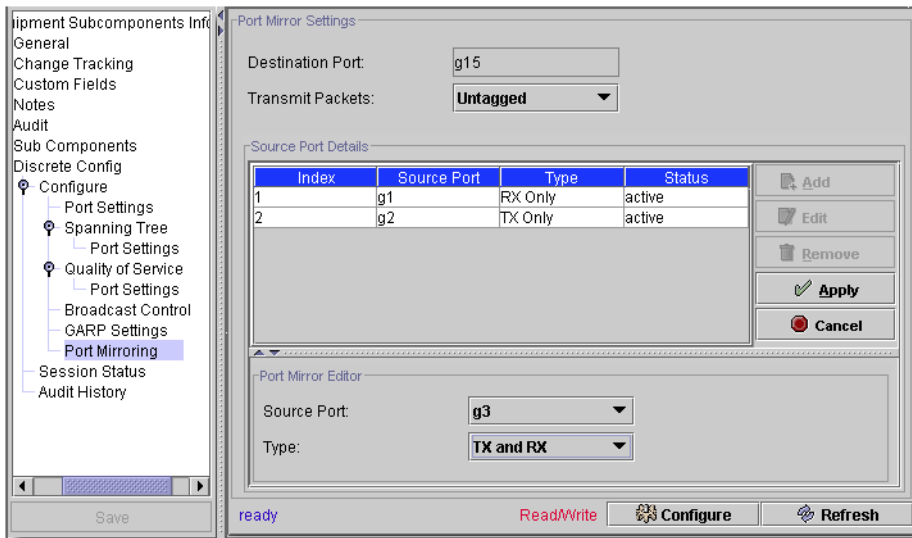 ipment Subcomponents Info
General
Change Tracking
Custom Fields
Notes
Audit
Sub Components
Discrete Config
Configure
Port Settings
Spanning Tree
Port Settings
Quality of Service
Port Settings
Broadcast Control
GARP Settings
Port Mirroring
Session Status
Audit History
Save
Port Mirror Settings
Destination Port: g15
Transmit Packets: Untagged
Source Port Details
Index Source Port Type Status
1 g1 RX Only active
2 g2 TX Only active
Add
Edit
Remove
Apply
Cancel
Port Mirror Editor
Source Port: g3
Type: TX and RX
ready Read/Write Configure Refresh